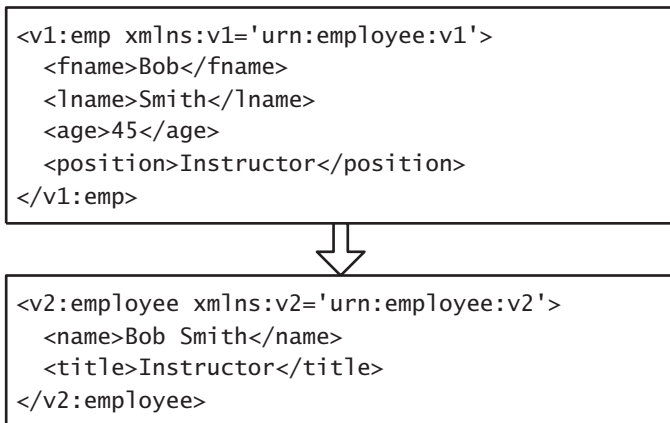 <v1:emp xmlns:v1='urn:employee:v1'>
  <fname>Bob</fname>
  <lname>Smith</lname>
  <age>45</age>
  <position>Instructor</position>
</v1:emp>
<v2:employee xmlns:v2='urn:employee:v2'>
  <name>Bob Smith</name>
  <title>Instructor</title>
</v2:employee>